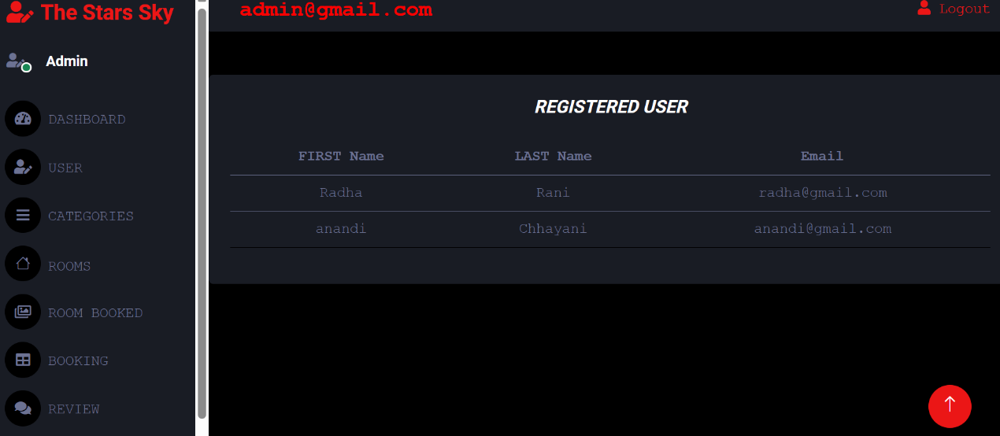 The Stars Sky
admin@gmail.com
Logout
Admin
DASHBOARD
USER
CATEGORIES
ROOMS
ROOM BOOKED
BOOKING
REVIEW
REGISTERED USER
FIRST Name LAST Name Email
Radha Rani radha@gmail.com
anandi Chhayani anandi@gmail.com